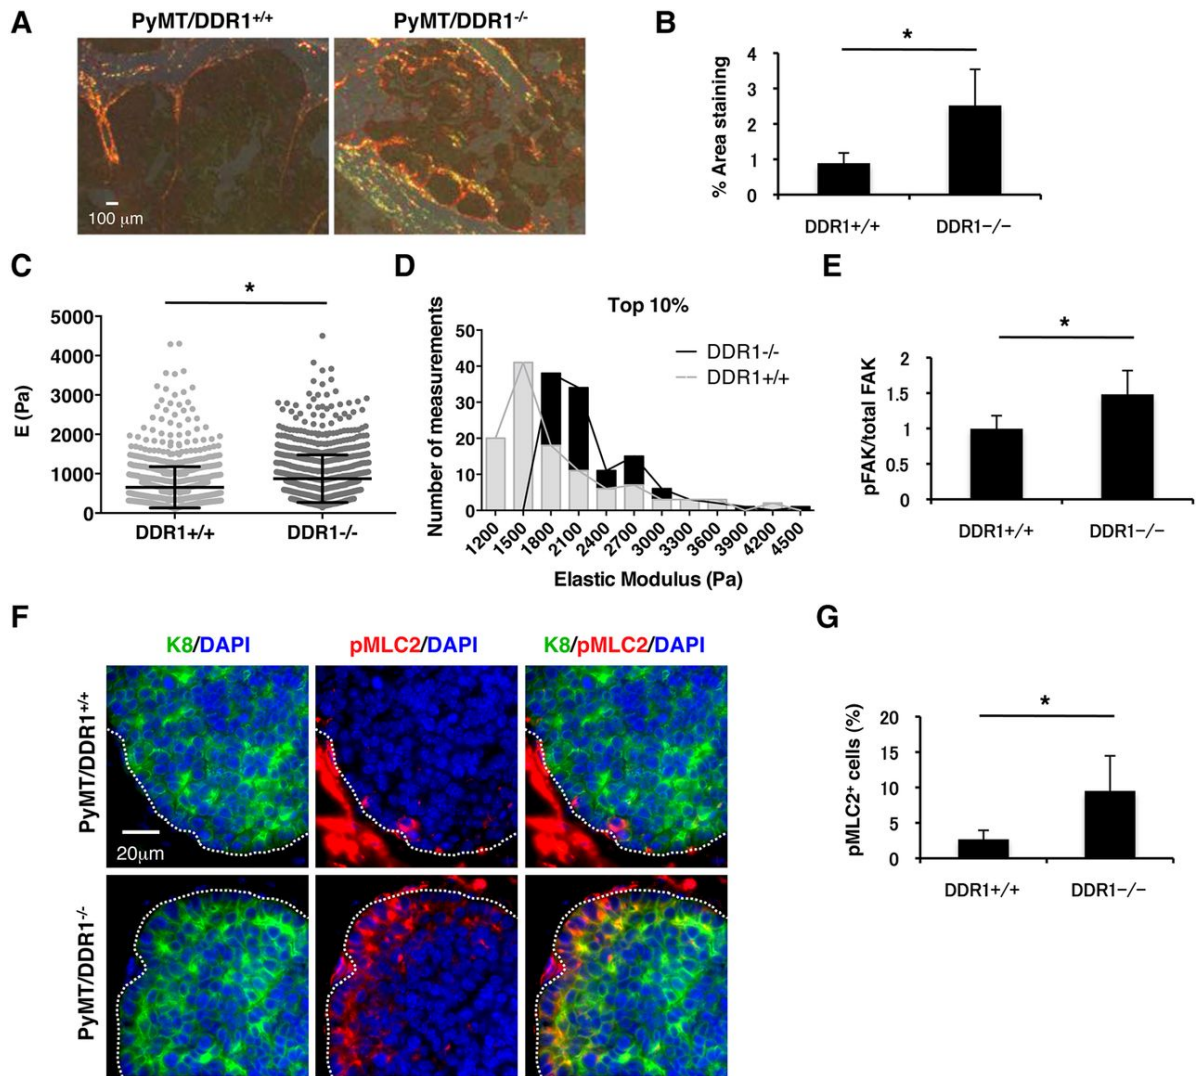 A
PyMT/DDR1+/+
PyMT/DDR1-/-
100 µm
B
*
% Area staining
4
3
2
1
0
DDR1+/+
DDR1−/−
C
*
E (Pa)
5000
4000
3000
2000
1000
0
DDR1+/+
DDR1-/-
D
Top 10%
Number of measurements
50
40
30
20
10
0
DDR1-/-
DDR1+/+
1200 1500 1800 2100 2400 2700 3000 3300 3600 3900 4200 4500
Elastic Modulus (Pa)
E
*
pFAK/total FAK
2
1.5
1
0.5
0
DDR1+/+
DDR1−/−
F
K8/DAPI
pMLC2/DAPI
K8/pMLC2/DAPI
PyMT/DDR1+/+
20µm
PyMT/DDR1-/-
G
*
pMLC2+ cells (%)
20
15
10
5
0
DDR1+/+
DDR1−/−